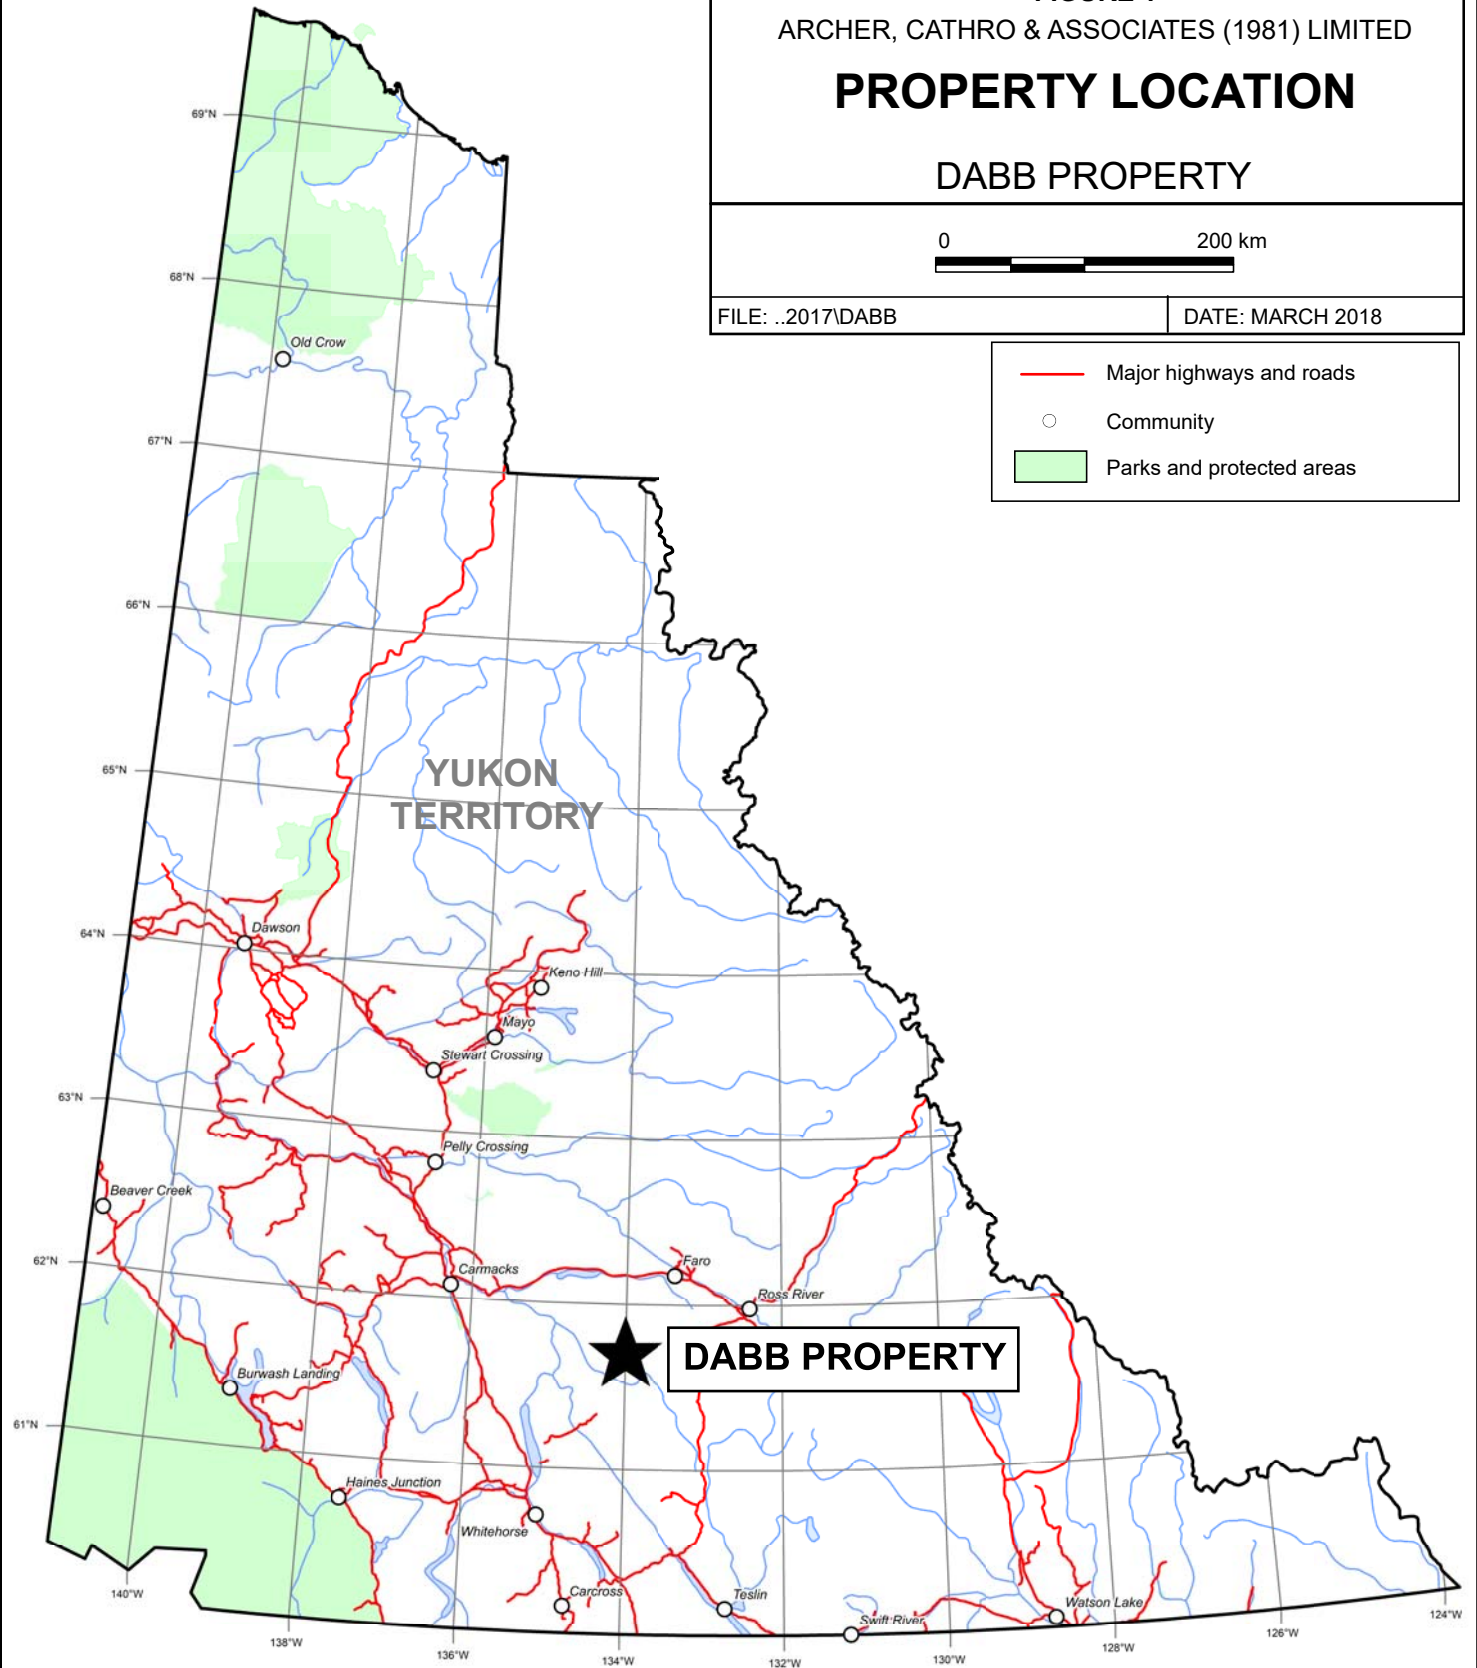 ARCHER, CATHRO & ASSOCIATES (1981) LIMITED
PROPERTY LOCATION
DABB PROPERTY
0 200 km
FILE: ..2017\DABB DATE: MARCH 2018
Major highways and roads
Community
Parks and protected areas
69°N
68°N
Old Crow
67°N
66°N
65°N
YUKON
TERRITORY
64°N
Dawson
Keno Hill
Mayo
Stewart Crossing
63°N
Pelly Crossing
Beaver Creek
62°N
Carmacks
Faro
Ross River
DABB PROPERTY
Burwash Landing
61°N
Haines Junction
Whitehorse
Carcross
Teslin
Swift River
Watson Lake
140°W
138°W
136°W
134°W
132°W
130°W
128°W
126°W
124°W